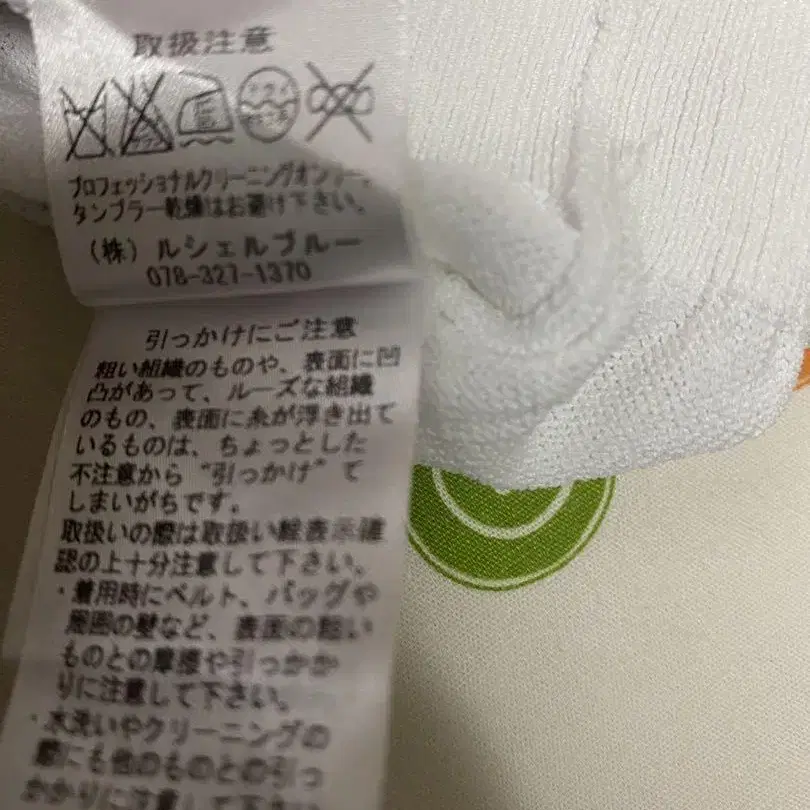 取扱注意
プロフェッショナルクリーニングオンリー。
タンブラー乾燥はお避け下さい。
(株) ルシェルブルー
078-327-1370
引っかけにご注意
粗い組織のものや、表面に凹
凸があって、ルーズな組織
のもの、表面に糸が浮き出て
いるものは、ちょっとした
不注意から“引っかけ”て
しまいがちです。
取扱いの際は取扱い絵表示確
認の上十分注意して下さい。
・着用時にベルト、バッグや
周囲の壁など、表面の粗い
ものとの摩擦や引っかか
りに注意して下さい。
・水洗いやクリーニングの
際にも他のものとの引っ
かかりに注意して下さい